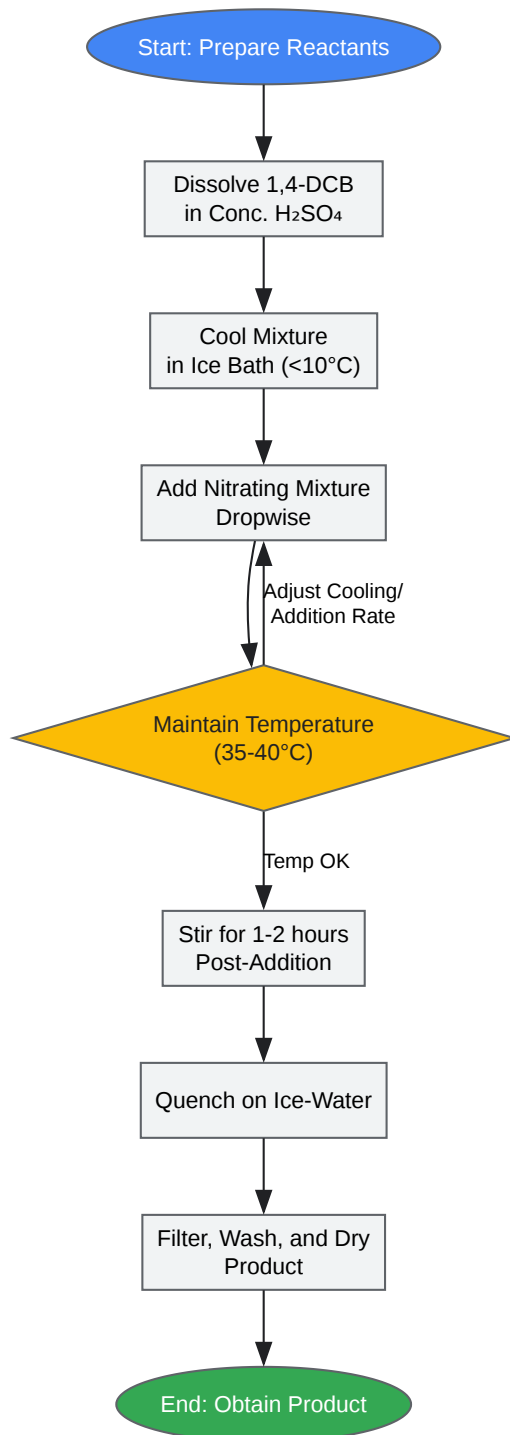 Start: Prepare Reactants
Dissolve 1,4-DCB
in Conc. H₂SO₄
Cool Mixture
in Ice Bath (<10°C)
Add Nitrating Mixture
Dropwise
Adjust Cooling/
Addition Rate
Maintain Temperature
(35-40°C)
Temp OK
Stir for 1-2 hours
Post-Addition
Quench on Ice-Water
Filter, Wash, and Dry
Product
End: Obtain Product